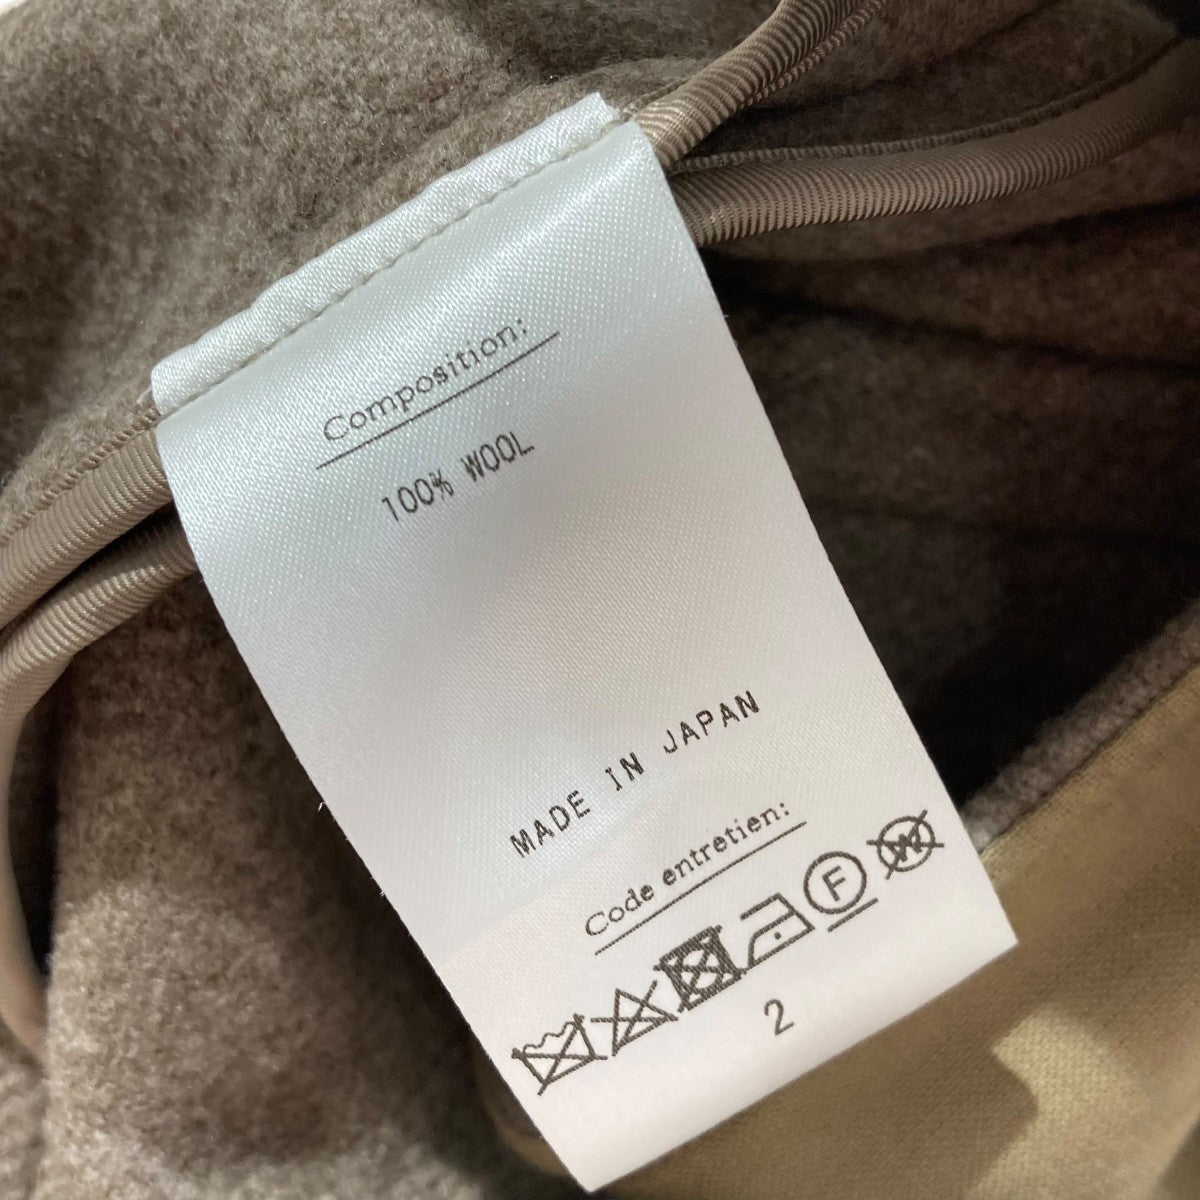 Composition:
100% WOOL
MADE IN JAPAN
Code entretien:
F W
2